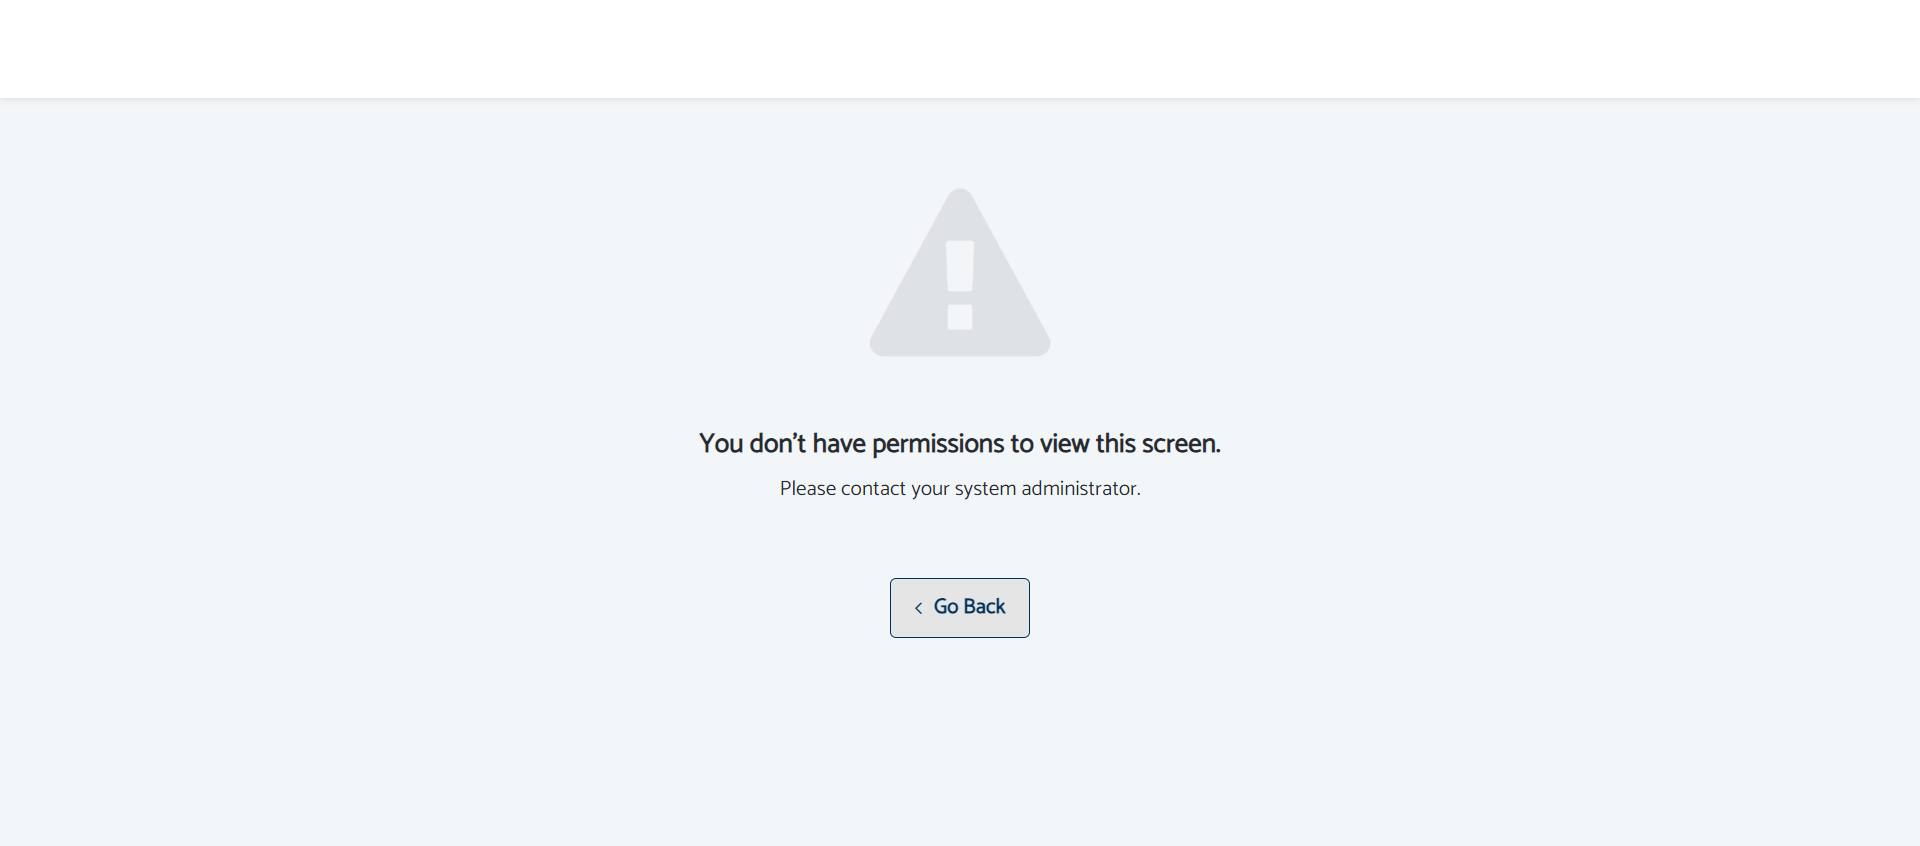 You don't have permissions to view this screen.
Please contact your system administrator.
Go Back